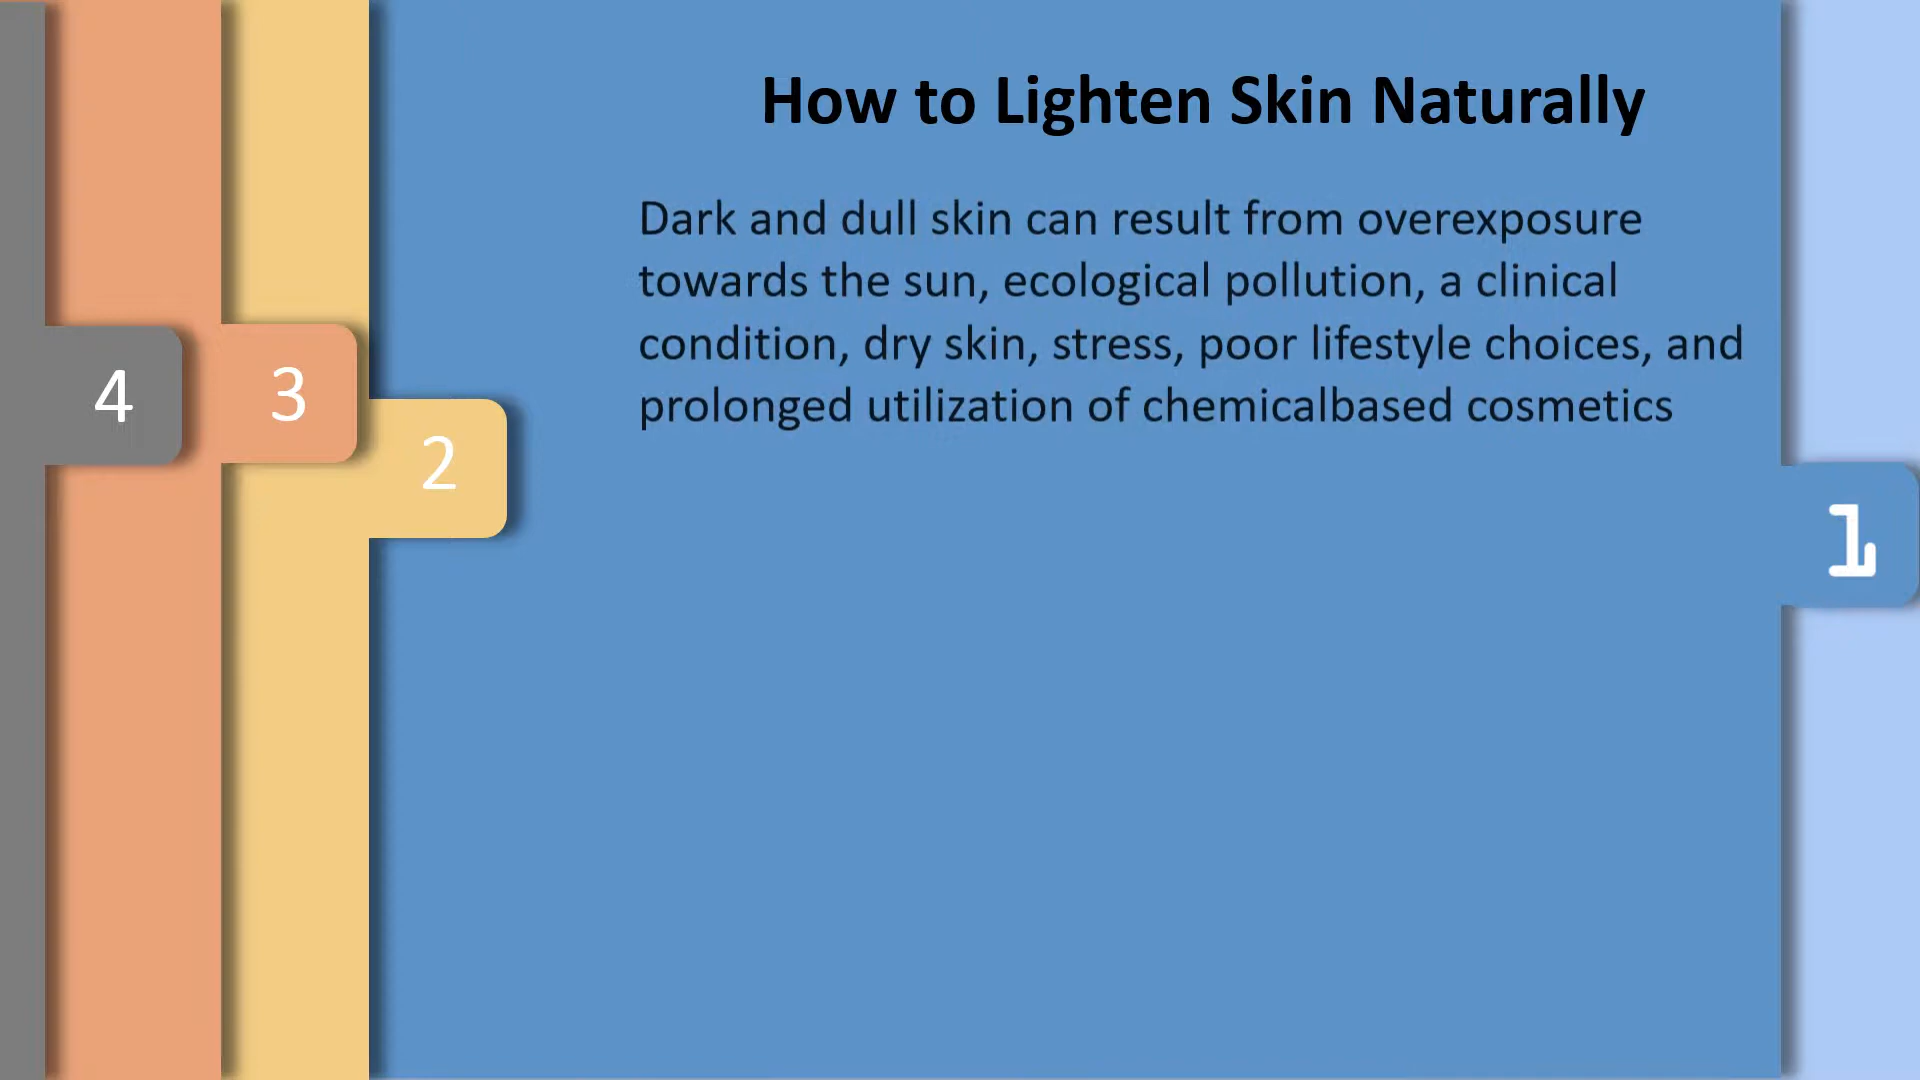 How to Lighten Skin Naturally
Dark and dull skin can result from overexposure
towards the sun, ecological pollution, a clinical
condition, dry skin, stress, poor lifestyle choices, and
prolonged utilization of chemicalbased cosmetics
4
3
2
1